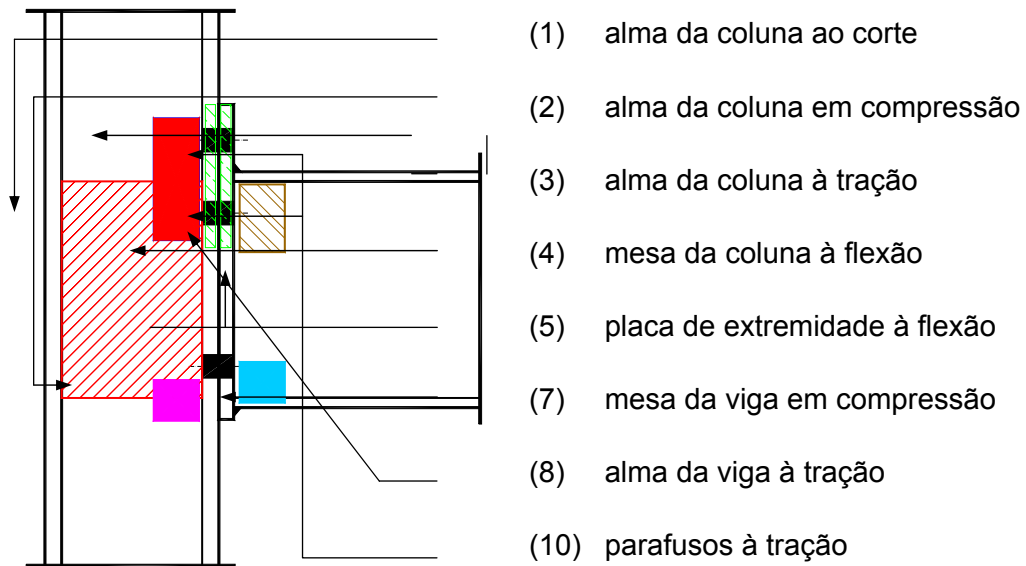 (1) alma da coluna ao corte
(2) alma da coluna em compressão
(3) alma da coluna à tração
(4) mesa da coluna à flexão
(5) placa de extremidade à flexão
(7) mesa da viga em compressão
(8) alma da viga à tração
(10) parafusos à tração